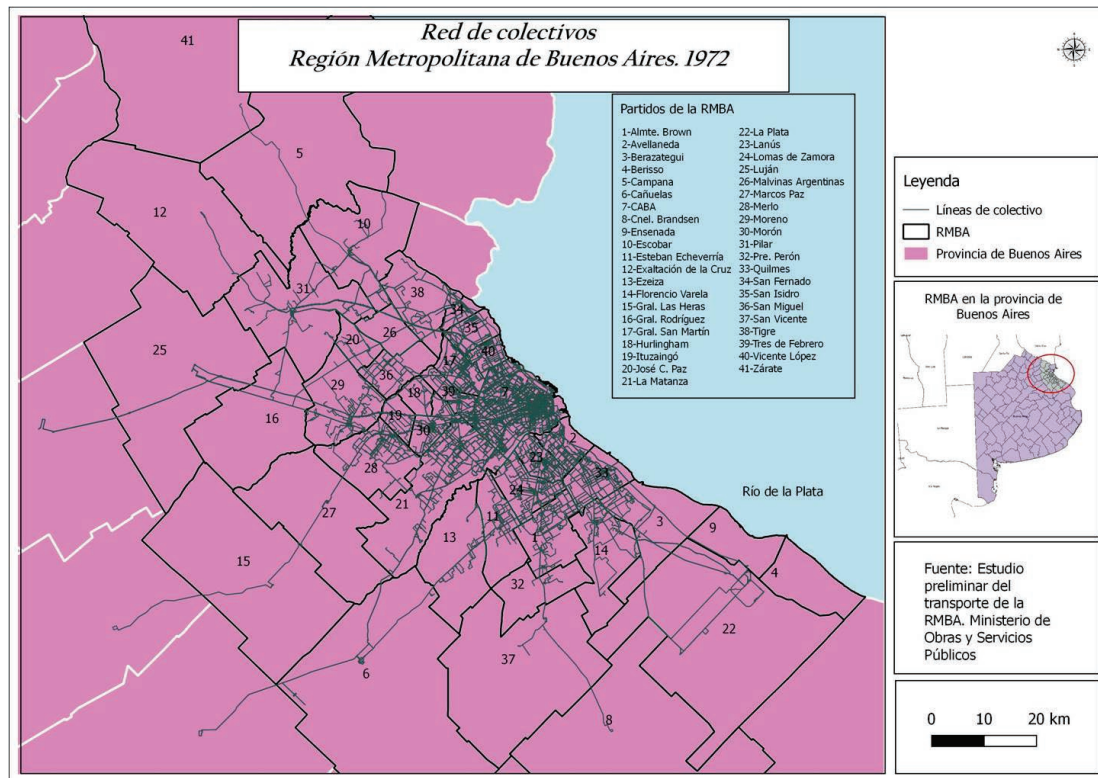 Red de colectivos
Región Metropolitana de Buenos Aires. 1972
Partidos de la RMBA
1-Almte. Brown
2-Avellaneda
3-Berazategui
4-Berisso
5-Campana
6-Cañuelas
7-CABA
8-Cnel. Brandsen
9-Ensenada
10-Escobar
11-Esteban Echeverría
12-Exaltación de la Cruz
13-Ezeiza
14-Florencio Varela
15-Gral. Las Heras
16-Gral. Rodríguez
17-Gral. San Martín
18-Hurlingham
19-Ituzaingó
20-José C. Paz
21-La Matanza
22-La Plata
23-Lanús
24-Lomas de Zamora
25-Luján
26-Malvinas Argentinas
27-Marcos Paz
28-Merlo
29-Moreno
30-Morón
31-Pilar
32-Pre. Perón
33-Quilmes
34-San Fernado
35-San Isidro
36-San Miguel
37-San Vicente
38-Tigre
39-Tres de Febrero
40-Vicente López
41-Zárate
41
5
12
10
31
38
34
35
26
20
40
17
25
36
29
18
39
7
16
19
30
2
23
28
33
24
21
27
11
3
9
13
1
14
15
4
32
22
37
6
8
Río de la Plata
Leyenda
Líneas de colectivo
RMBA
Provincia de Buenos Aires
RMBA en la provincia de
Buenos Aires
Fuente: Estudio
preliminar del
transporte de la
RMBA. Ministerio de
Obras y Servicios
Públicos
0 10 20 km